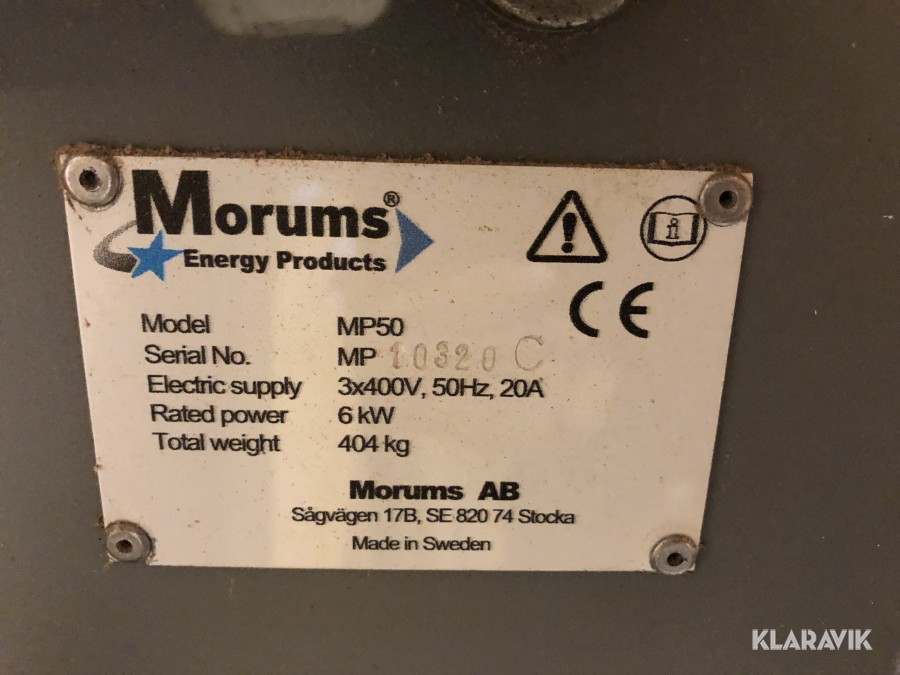 Morums®
Energy Products
Model MP50
Serial No. MP 10320 C
Electric supply 3x400V, 50Hz, 20A
Rated power 6 kW
Total weight 404 kg
Morums AB
Sågvägen 17B, SE 820 74 Stocka
Made in Sweden
KLARAVIK